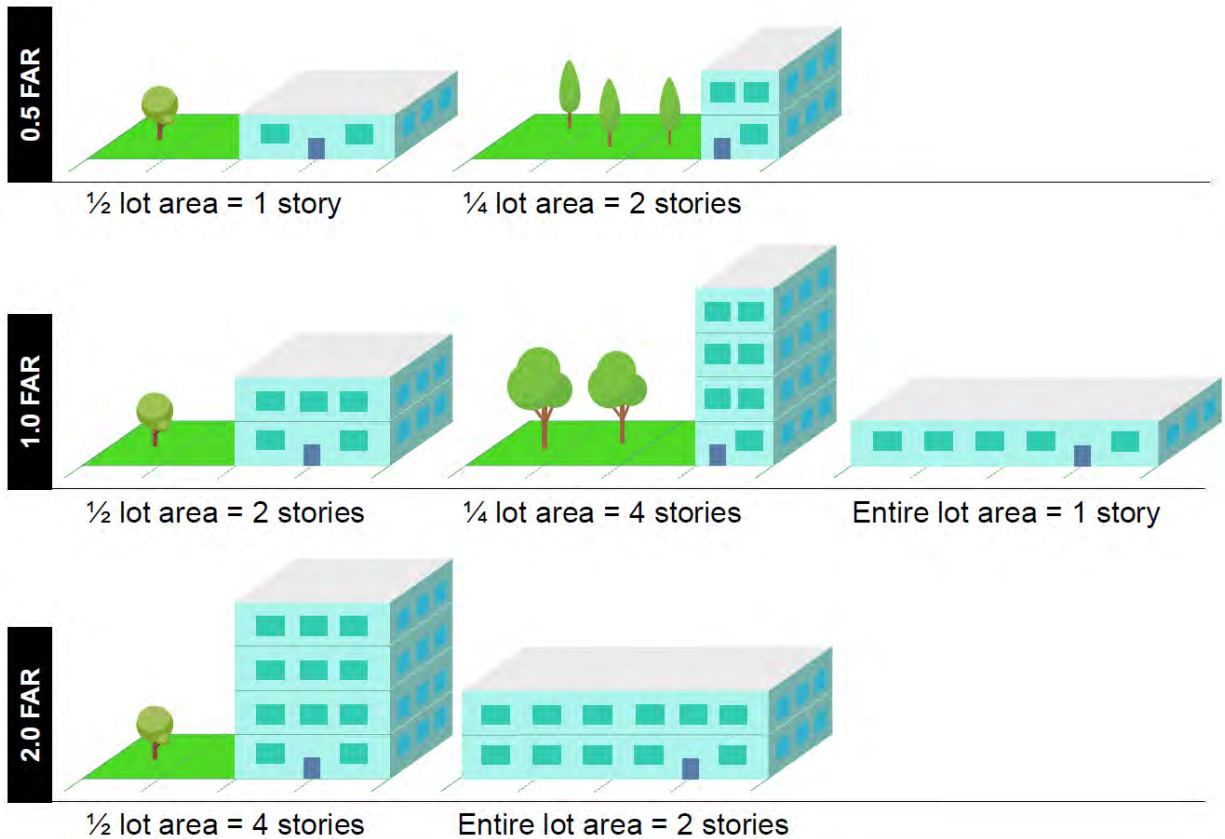 0.5 FAR
½ lot area = 1 story
¼ lot area = 2 stories
1.0 FAR
½ lot area = 2 stories
¼ lot area = 4 stories
Entire lot area = 1 story
2.0 FAR
½ lot area = 4 stories
Entire lot area = 2 stories